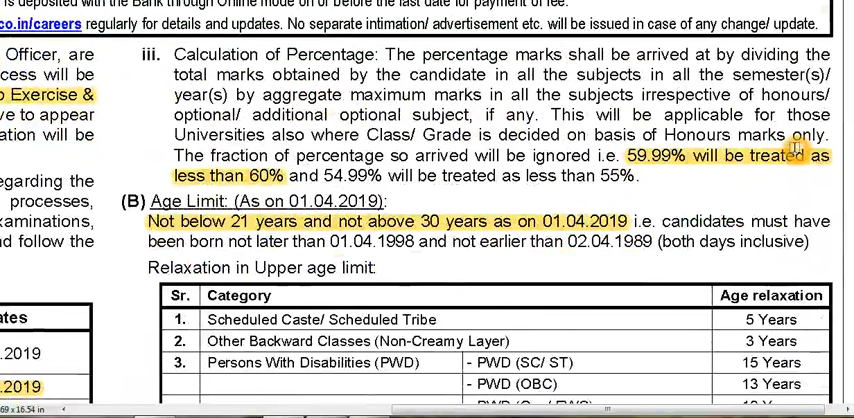 is deposited with the Bank through Online mode on or before the last date for payment of fee.
co.in/careers regularly for details and updates. No separate intimation/ advertisement etc. will be issued in case of any change/ update.
Officer, are
cess will be
Exercise &
ve to appear
ation will be
egarding the
processes,
xaminations,
nd follow the
ates
.2019
.2019
iii. Calculation of Percentage: The percentage marks shall be arrived at by dividing the
total marks obtained by the candidate in all the subjects in all the semester(s)/
year(s) by aggregate maximum marks in all the subjects irrespective of honours/
optional/ additional optional subject, if any. This will be applicable for those
Universities also where Class/ Grade is decided on basis of Honours marks only.
The fraction of percentage so arrived will be ignored i.e. 59.99% will be treated as
less than 60% and 54.99% will be treated as less than 55%.
(B) Age Limit: (As on 01.04.2019):
Not below 21 years and not above 30 years as on 01.04.2019 i.e. candidates must have
been born not later than 01.04.1998 and not earlier than 02.04.1989 (both days inclusive)
Relaxation in Upper age limit:
Sr. Category Age relaxation
1. Scheduled Caste/ Scheduled Tribe 5 Years
2. Other Backward Classes (Non-Creamy Layer) 3 Years
3. Persons With Disabilities (PWD) - PWD (SC/ ST) 15 Years
- PWD (OBC) 13 Years
69 x 16.54 in